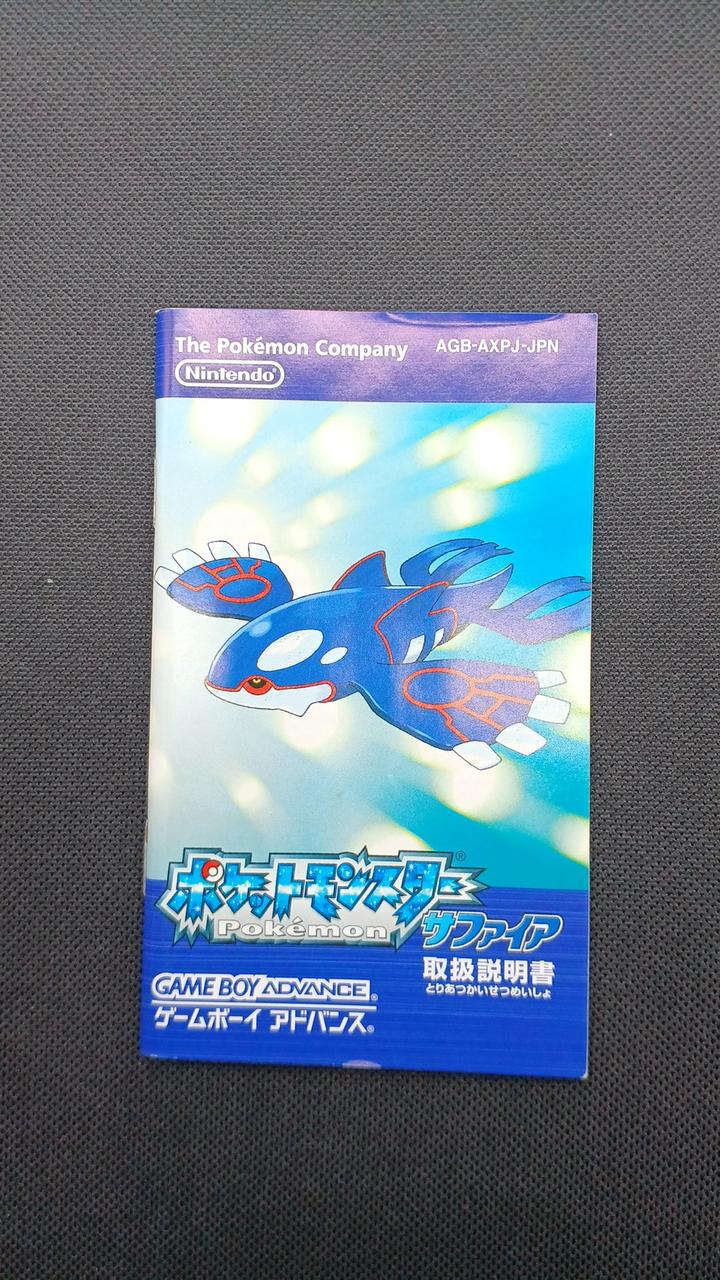 The Pokémon Company AGB-AXPJ-JPN
Nintendo®
ポケットモンスター®
Pokémon サファイア
取扱説明書
とりあつかいせつめいしょ
GAME BOY ADVANCE®
ゲームボーイ アドバンス®